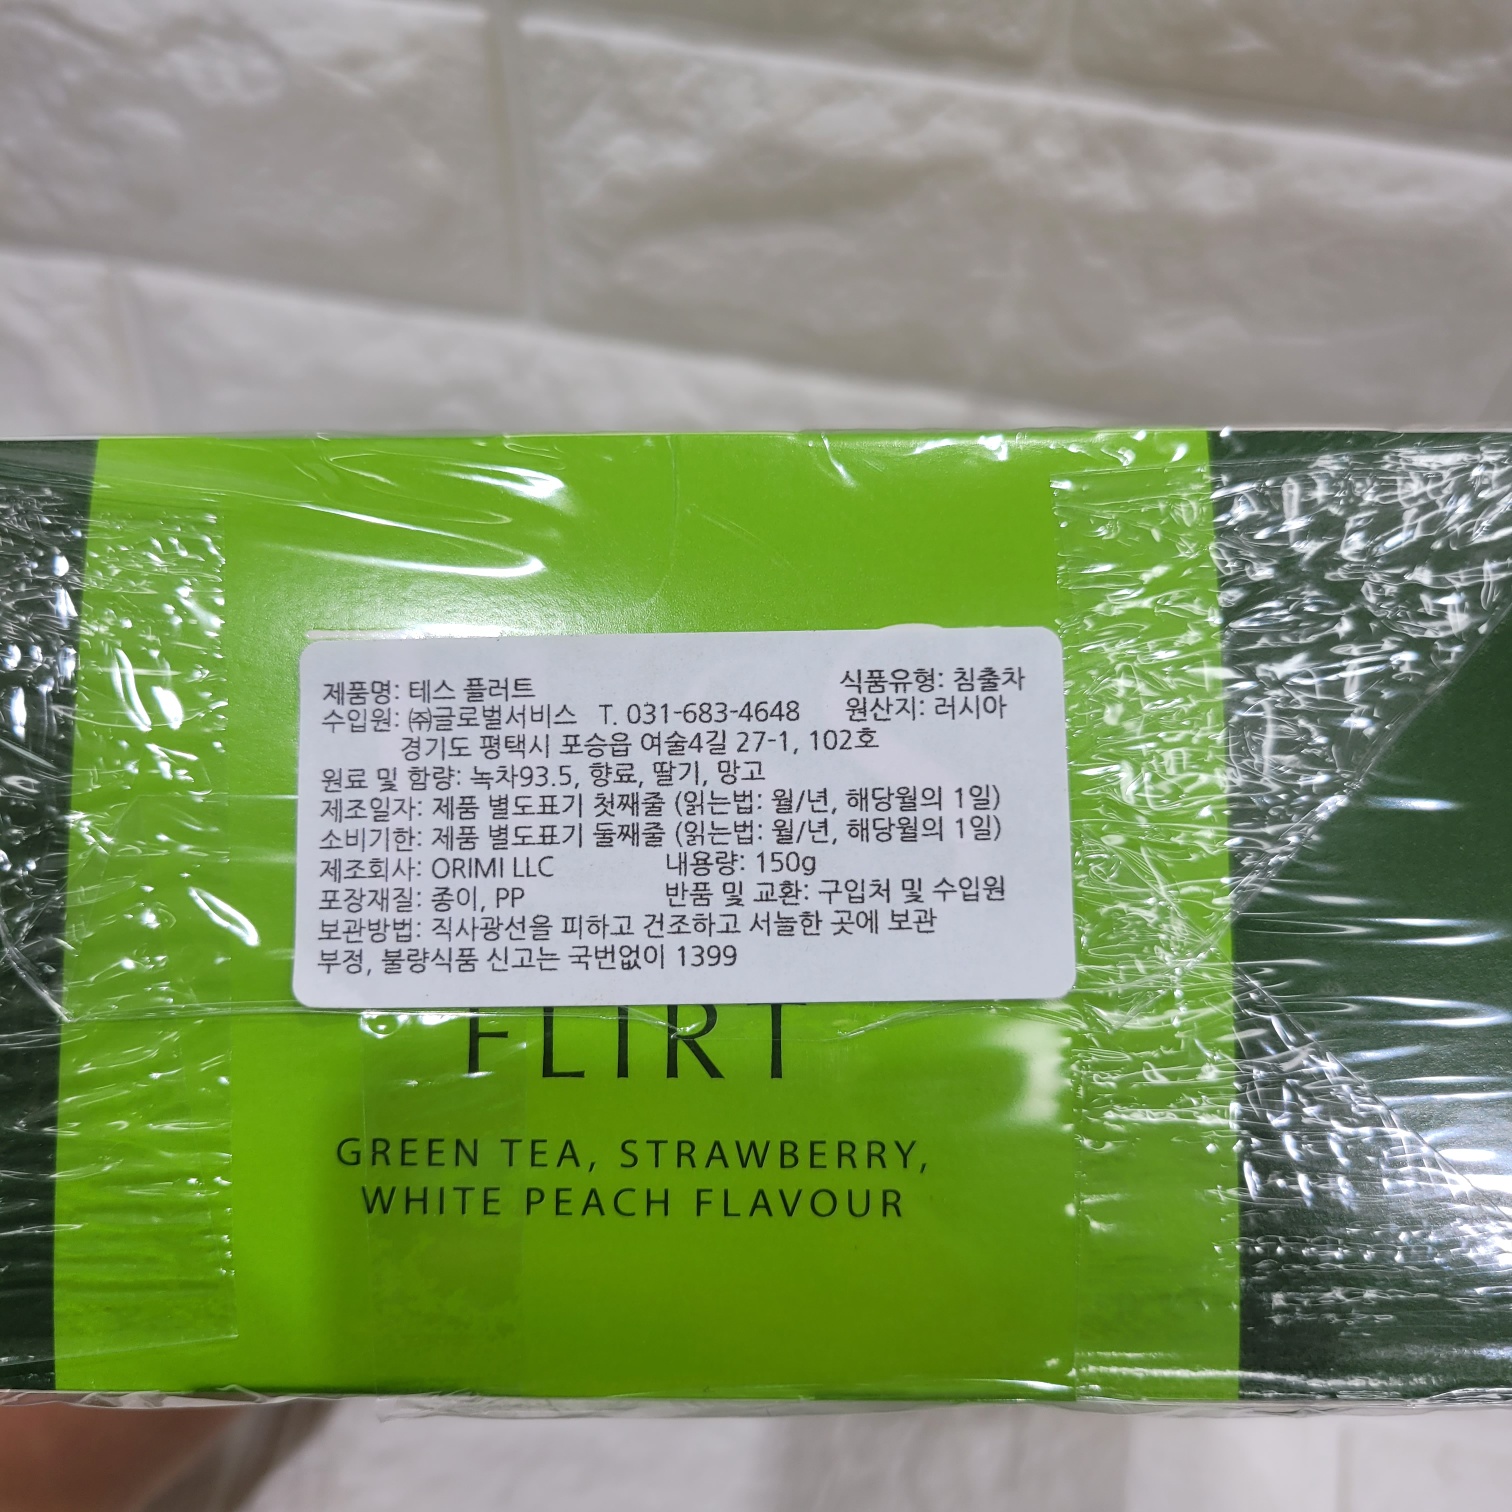 제품명: 테스 플러트 식품유형: 침출차
수입원: ㈜글로벌서비스 T. 031-683-4648 원산지: 러시아
경기도 평택시 포승읍 여술4길 27-1, 102호
원료 및 함량: 녹차93.5, 향료, 딸기, 망고
제조일자: 제품 별도표기 첫째줄 (읽는법: 월/년, 해당월의 1일)
소비기한: 제품 별도표기 둘째줄 (읽는법: 월/년, 해당월의 1일)
제조회사: ORIMI LLC 내용량: 150g
포장재질: 종이, PP 반품 및 교환: 구입처 및 수입원
보관방법: 직사광선을 피하고 건조하고 서늘한 곳에 보관
부정, 불량식품 신고는 국번없이 1399
FLIRT
GREEN TEA, STRAWBERRY,
WHITE PEACH FLAVOUR